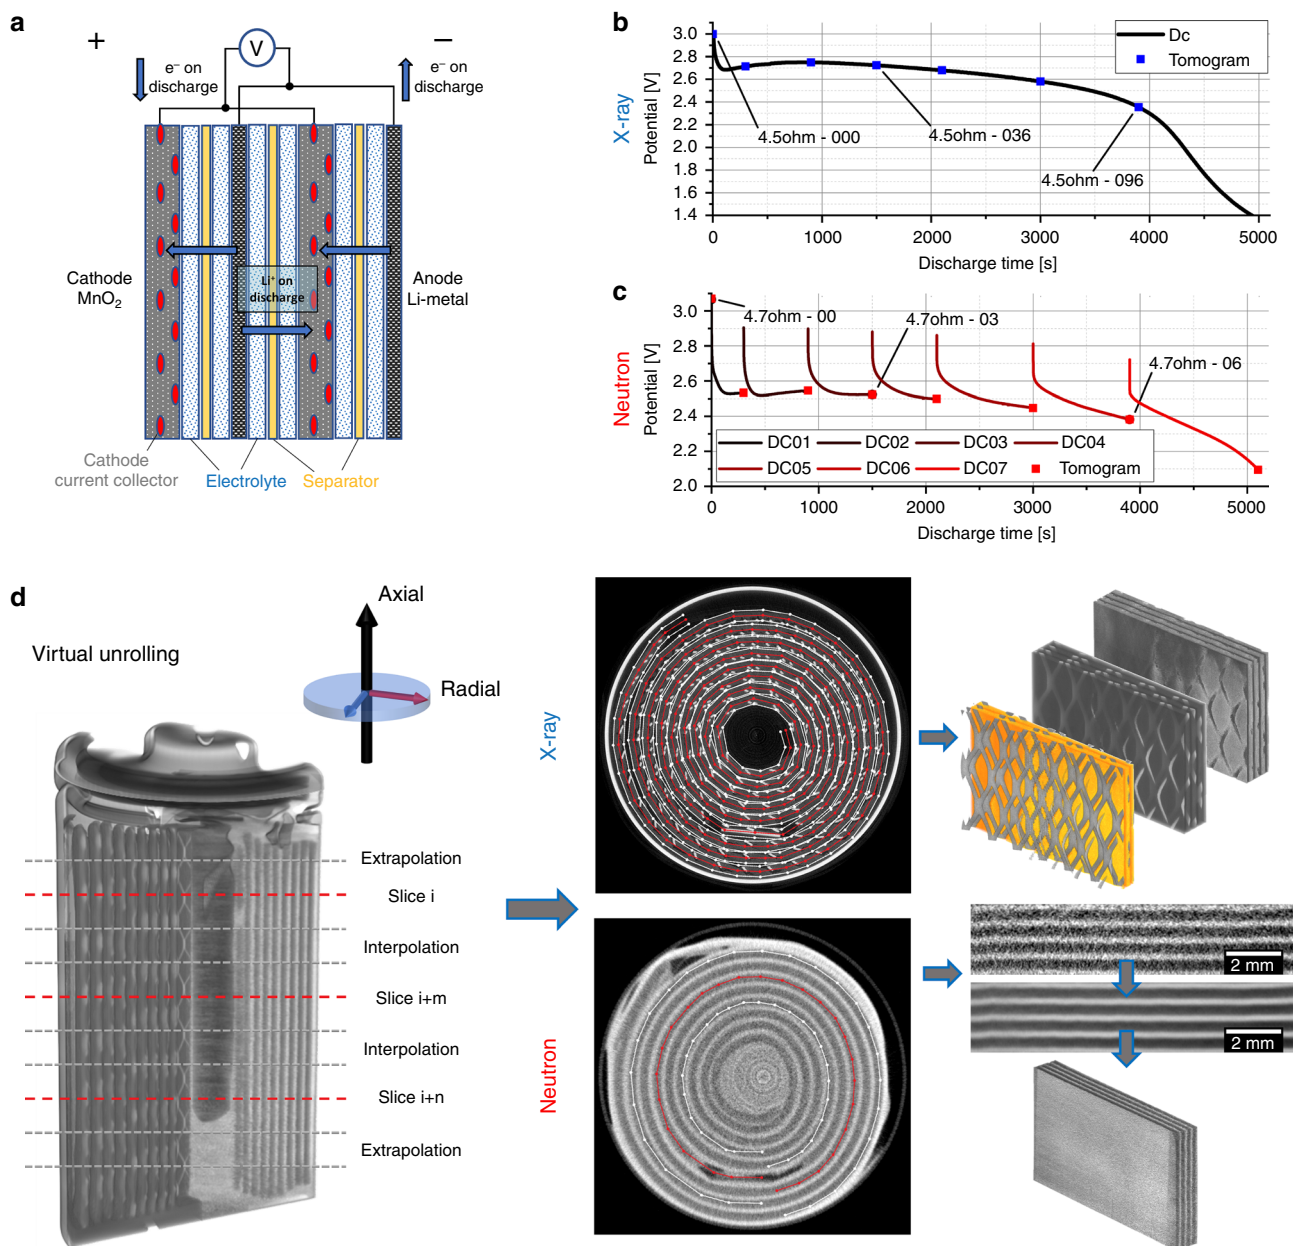 a
+
−
V
e⁻ on
discharge
e⁻ on
discharge
Cathode
MnO₂
Li⁺ on
discharge
Anode
Li-metal
Cathode
current collector
Electrolyte
Separator
b
X-ray
Potential [V]
3.0
2.8
2.6
2.4
2.2
2.0
1.8
1.6
1.4
Dc
Tomogram
4.5ohm - 000
4.5ohm - 036
4.5ohm - 096
0
1000
2000
3000
4000
5000
Discharge time [s]
c
Neutron
Potential [V]
3.0
2.8
2.6
2.4
2.2
2.0
4.7ohm - 00
4.7ohm - 03
4.7ohm - 06
DC01
DC02
DC03
DC04
DC05
DC06
DC07
Tomogram
0
1000
2000
3000
4000
5000
Discharge time [s]
d
Virtual unrolling
Axial
Radial
Extrapolation
Slice i
Interpolation
Slice i+m
Interpolation
Slice i+n
Extrapolation
X-ray
Neutron
2 mm
2 mm